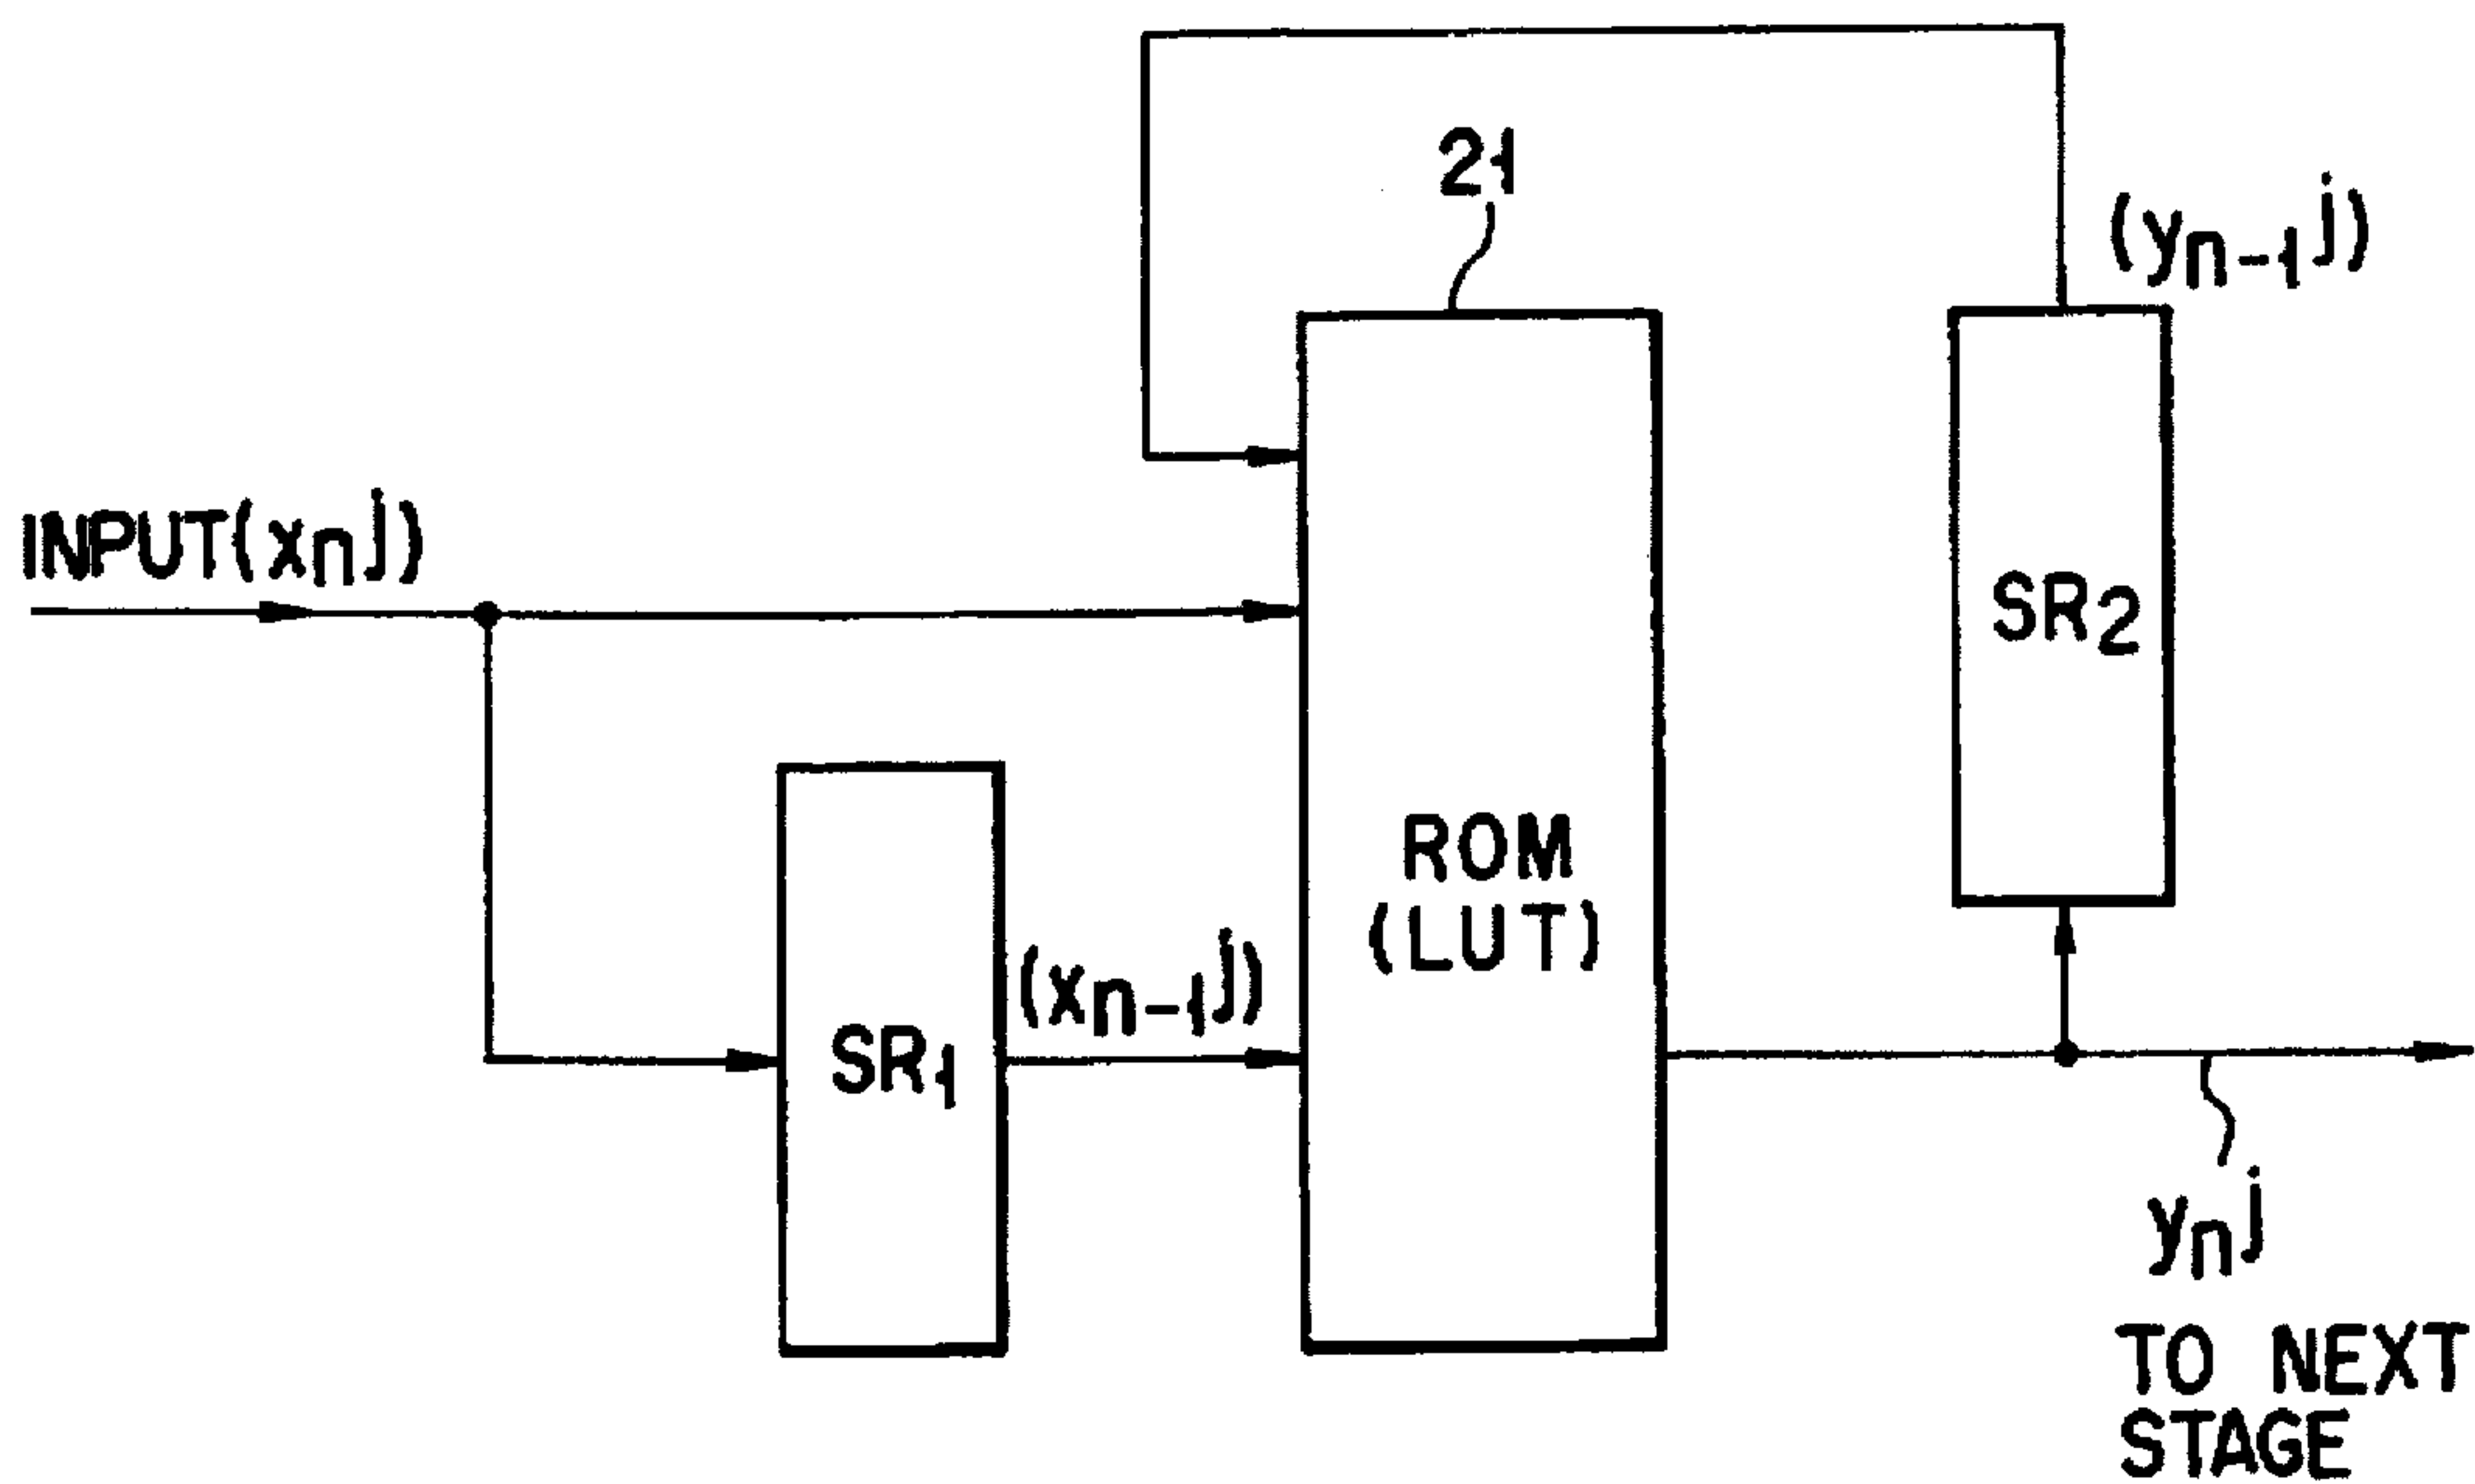 21
(yn-1j)
INPUT(xnj)
SR2
ROM
(LUT)
(xn-1j)
SR1
ynj
TO NEXT
STAGE